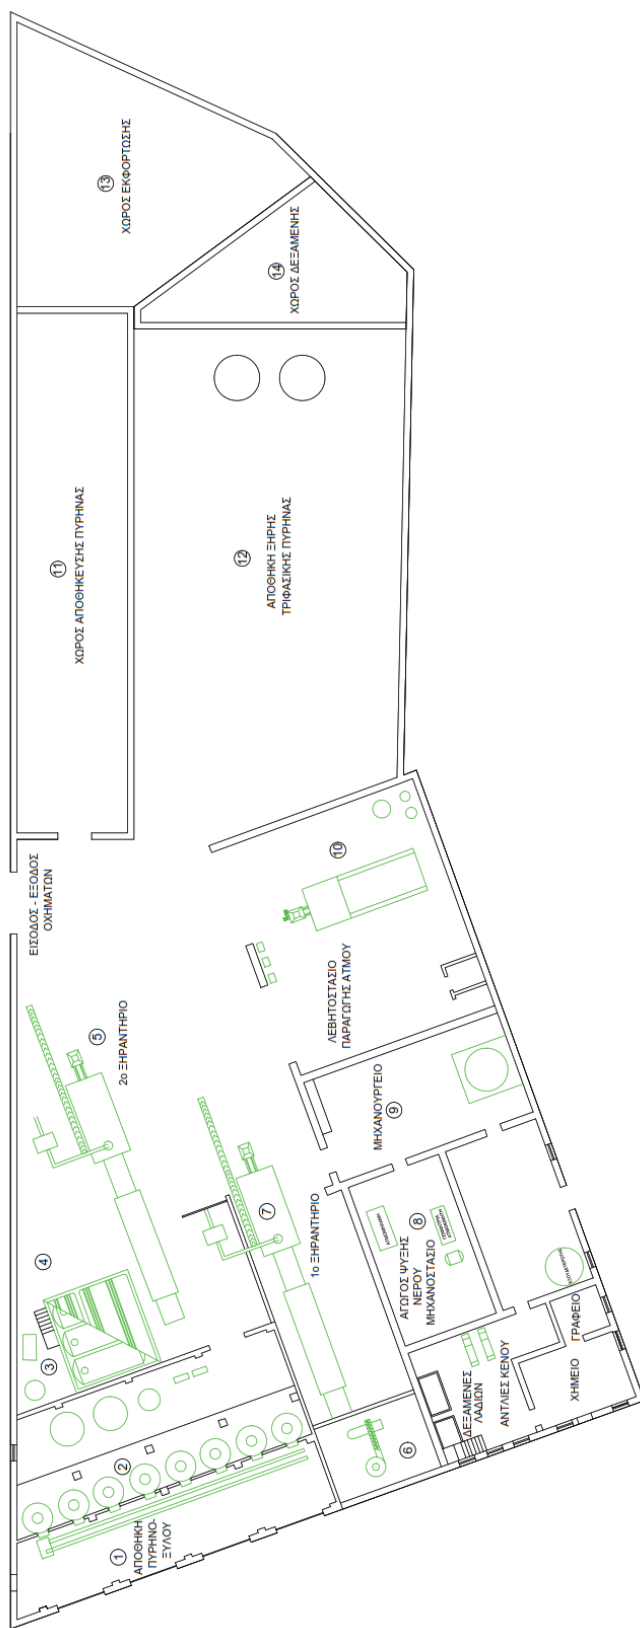 13
ΧΩΡΟΣ ΕΚΦΟΡΤΩΣΗΣ
14
ΧΩΡΟΣ ΔΕΞΑΜΕΝΗΣ
11
ΧΩΡΟΣ ΑΠΟΘΗΚΕΥΣΗΣ ΠΥΡΗΝΑΣ
12
ΑΠΟΘΗΚΗ ΞΗΡΗΣ
ΤΡΙΦΑΣΙΚΗΣ ΠΥΡΗΝΑΣ
ΕΙΣΟΔΟΣ - ΕΞΟΔΟΣ
ΟΧΗΜΑΤΩΝ
10
ΛΕΒΗΤΟΣΤΑΣΙΟ
ΠΑΡΑΓΩΓΗΣ ΑΤΜΟΥ
5
2ο ΞΗΡΑΝΤΗΡΙΟ
9
ΜΗΧΑΝΟΥΡΓΕΙΟ
7
1ο ΞΗΡΑΝΤΗΡΙΟ
8
ΑΓΩΓΟΣ ΨΥΞΗΣ
ΝΕΡΟΥ
ΜΗΧΑΝΟΣΤΑΣΙΟ
4
3
ΓΡΑΦΕΙΟ
ΧΗΜΕΙΟ
ΔΕΞΑΜΕΝΕΣ
ΛΑΔΙΩΝ
ΑΝΤΛΙΕΣ ΚΕΝΟΥ
6
2
1
ΑΠΟΘΗΚΗ
ΠΥΡΗΝΟ-
ΞΥΛΟΥ